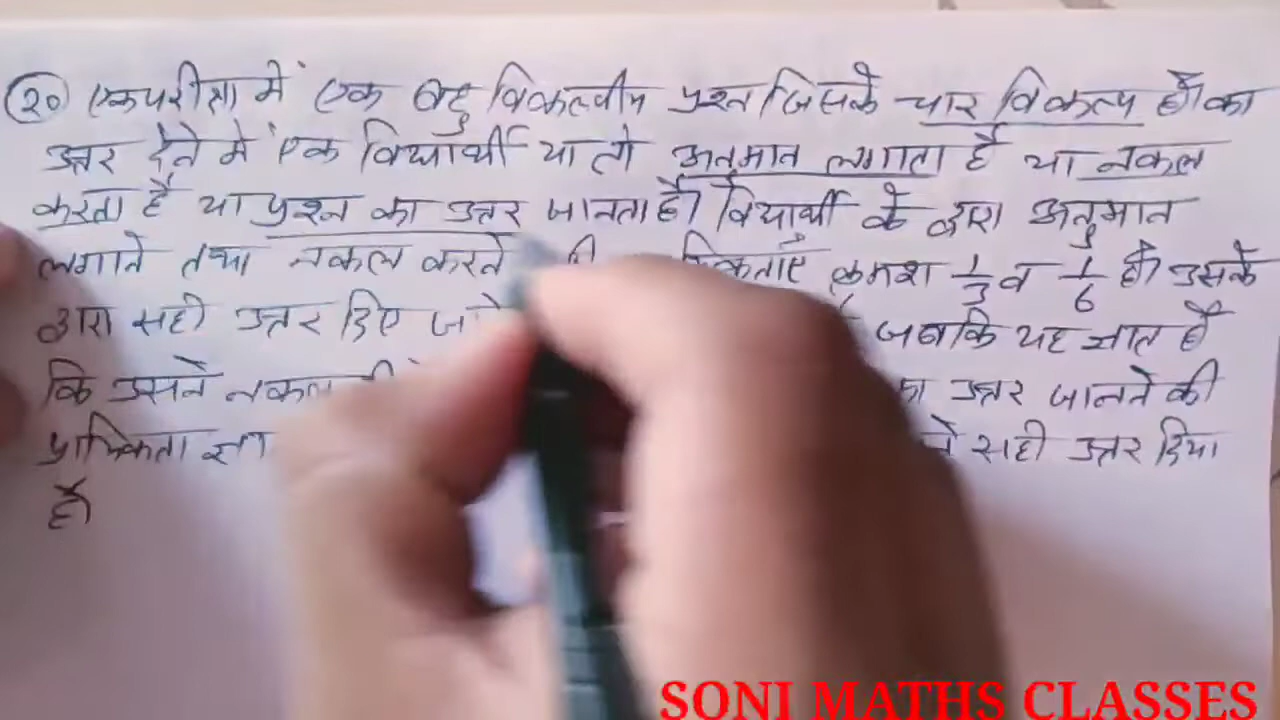 (20) एक परीक्षा में एक बहुविकल्पीय प्रश्न जिसके चार विकल्प हो का
उत्तर देने में एक विद्यार्थी या तो अनुमान लगाता है या नकल
करता है या प्रश्न का उत्तर जानता है। विद्यार्थी के द्वारा अनुमान
लगाने तथा नकल करने की क्रमश 1/3 व 1/6 है। उसके
द्वारा सही उत्तर दिए जबकि यह ज्ञात है
कि उसने नकल उत्तर जानने की
प्रायिकता सही उत्तर दिया
हो
SONI MATHS CLASSES